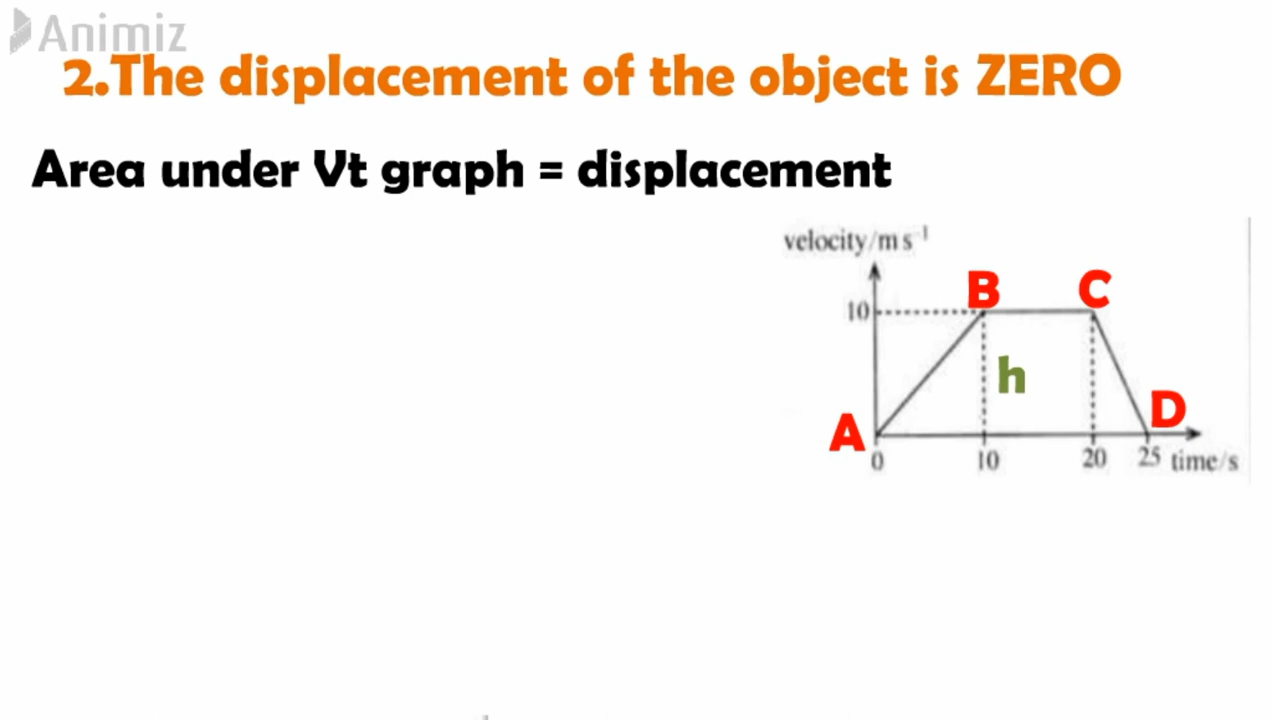 Animiz
2.The displacement of the object is ZERO
Area under Vt graph = displacement
velocity/m s⁻¹
10 B C
h
A D
0 10 20 25 time/s